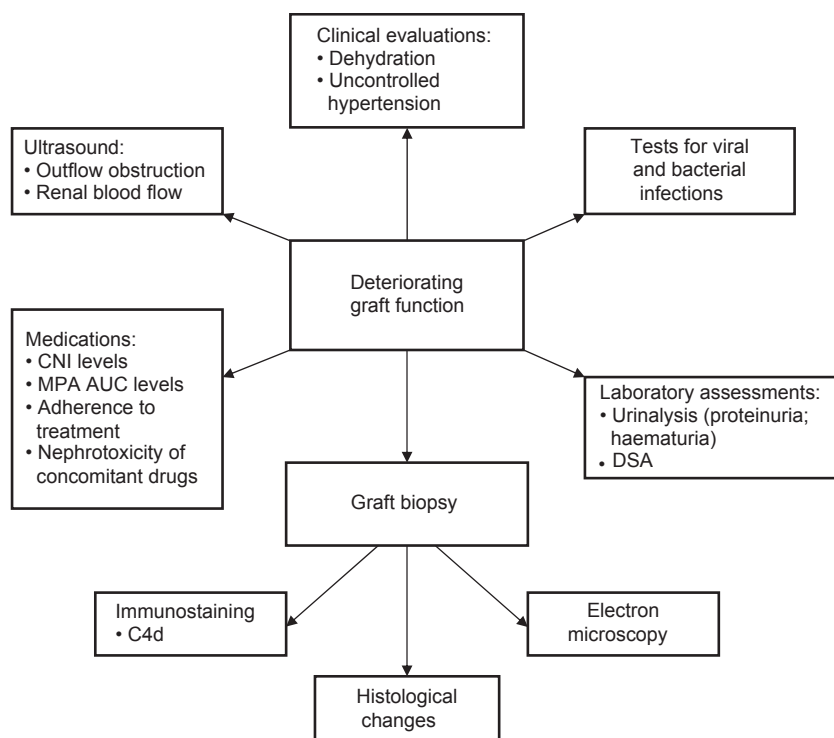 Clinical evaluations:
• Dehydration
• Uncontrolled
hypertension
Ultrasound:
• Outflow obstruction
• Renal blood flow
Tests for viral
and bacterial
infections
Deteriorating
graft function
Medications:
• CNI levels
• MPA AUC levels
• Adherence to
treatment
• Nephrotoxicity of
concomitant drugs
Laboratory assessments:
• Urinalysis (proteinuria;
haematuria)
• DSA
Graft biopsy
Immunostaining
• C4d
Electron
microscopy
Histological
changes